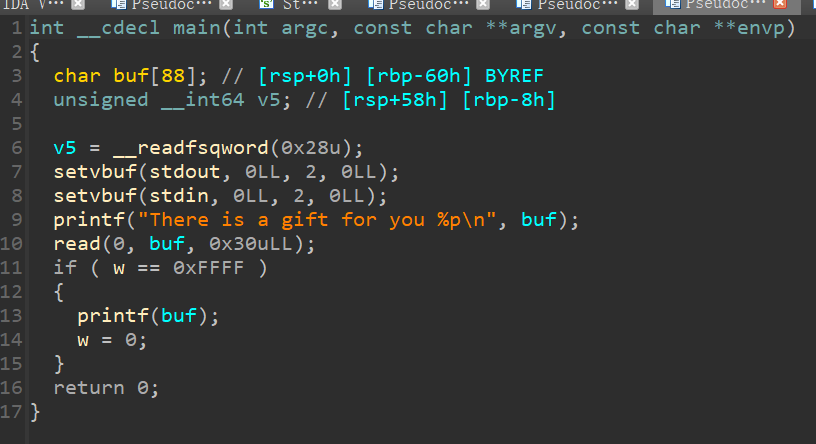 IDA V··· Pseudoc··· St··· Pseudoc··· Pseudoc··· Pseudoc···
1 int __cdecl main(int argc, const char **argv, const char **envp)
2 {
3 char buf[88]; // [rsp+0h] [rbp-60h] BYREF
4 unsigned __int64 v5; // [rsp+58h] [rbp-8h]
5
6 v5 = __readfsqword(0x28u);
7 setvbuf(stdout, 0LL, 2, 0LL);
8 setvbuf(stdin, 0LL, 2, 0LL);
9 printf("There is a gift for you %p\n", buf);
10 read(0, buf, 0x30uLL);
11 if ( w == 0xFFFF )
12 {
13 printf(buf);
14 w = 0;
15 }
16 return 0;
17 }